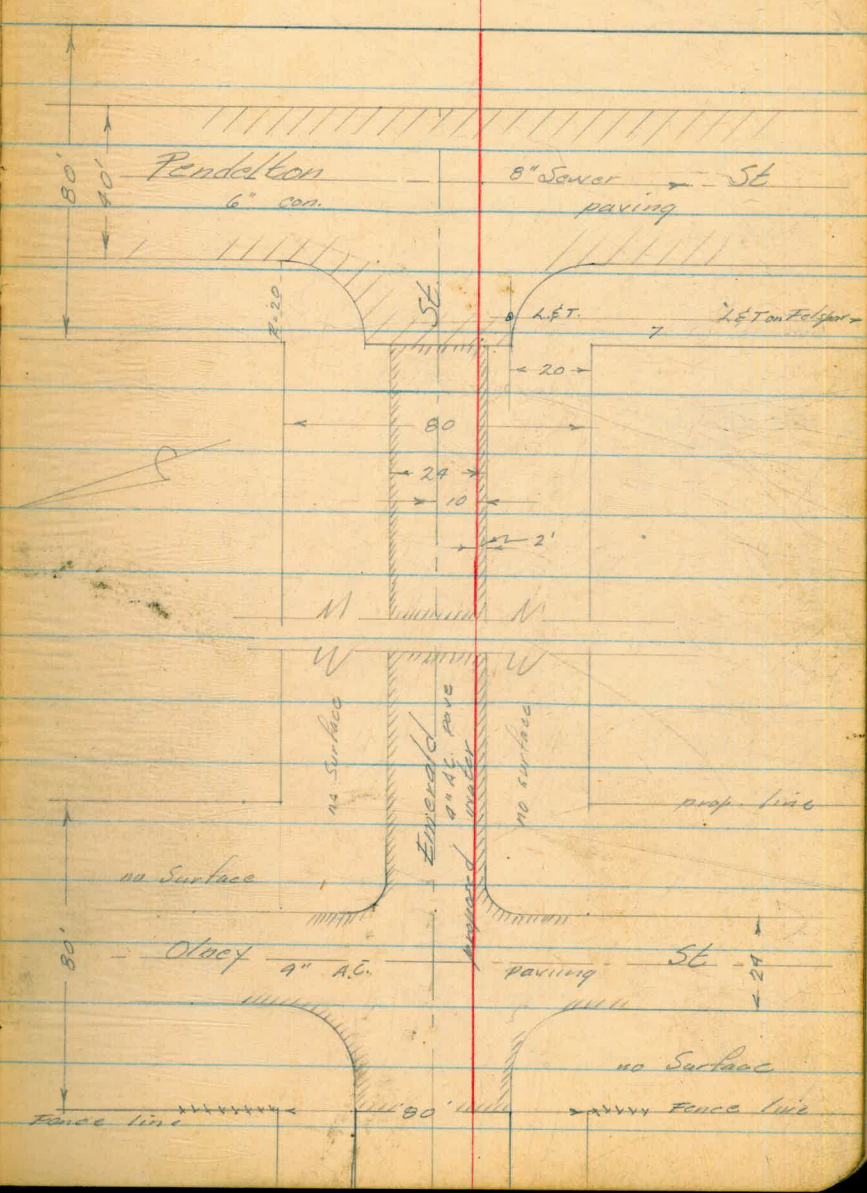 80'
40'
Pendelton 8" Sewer St
6" con. paving
R=20
St.
L.&T.
L&T on Felspar
7
20
80
24
10
2'
no Surface
Emerald
4" A.C. pave
proposed water
no surface
prop. line
no Surface
80'
Olney St
4" A.C. paving
24
no Surface
80'
Fence line
Fence line